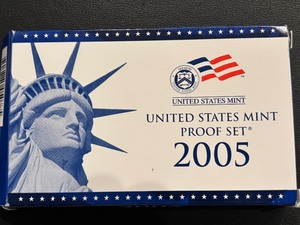 UNITED STATES MINT
UNITED STATES MINT
PROOF SET®
2005